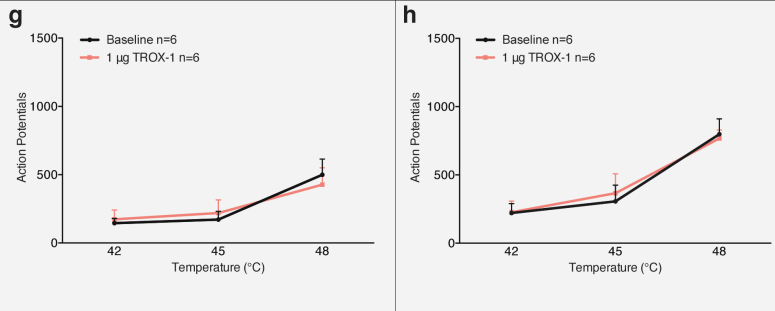 g
Baseline n=6
1 µg TROX-1 n=6
1500
1000
500
0
Action Potentials
42
45
48
Temperature (°C)
h
Baseline n=6
1 µg TROX-1 n=6
1500
1000
500
0
Action Potentials
42
45
48
Temperature (°C)